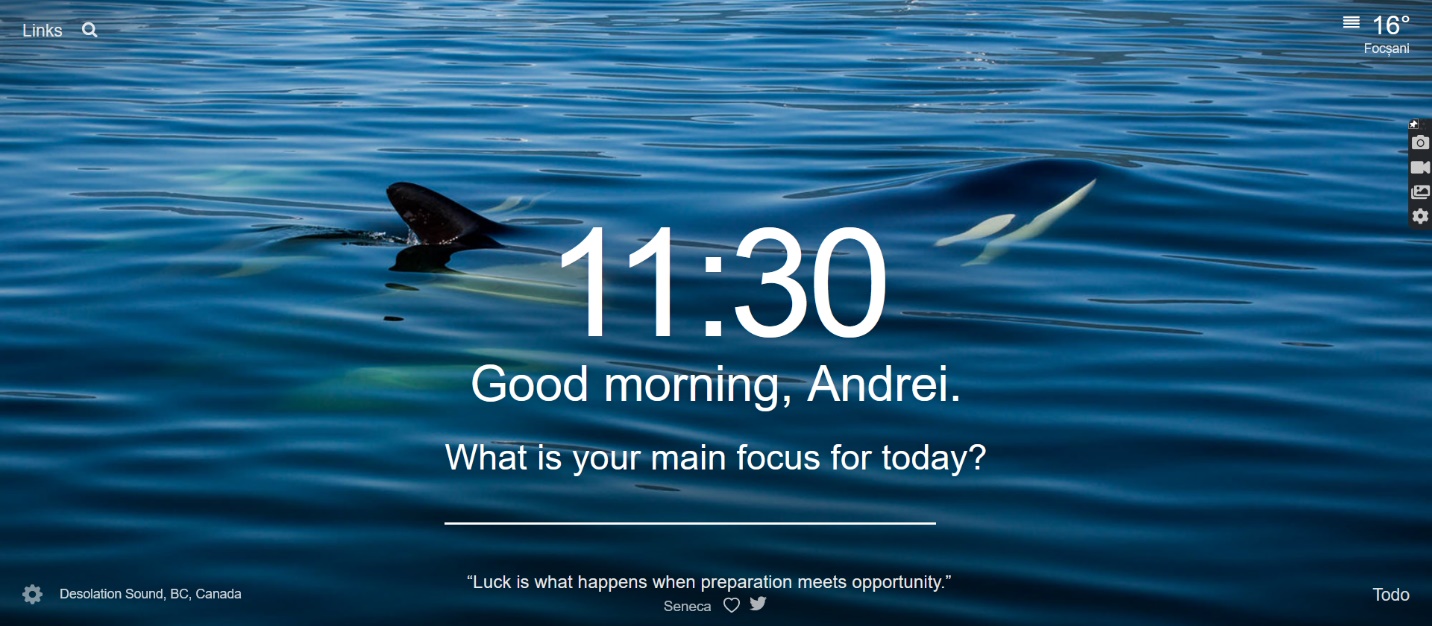 Links
16°
Focșani
11:30
Good morning, Andrei.
What is your main focus for today?
“Luck is what happens when preparation meets opportunity.”
Seneca
Desolation Sound, BC, Canada
Todo